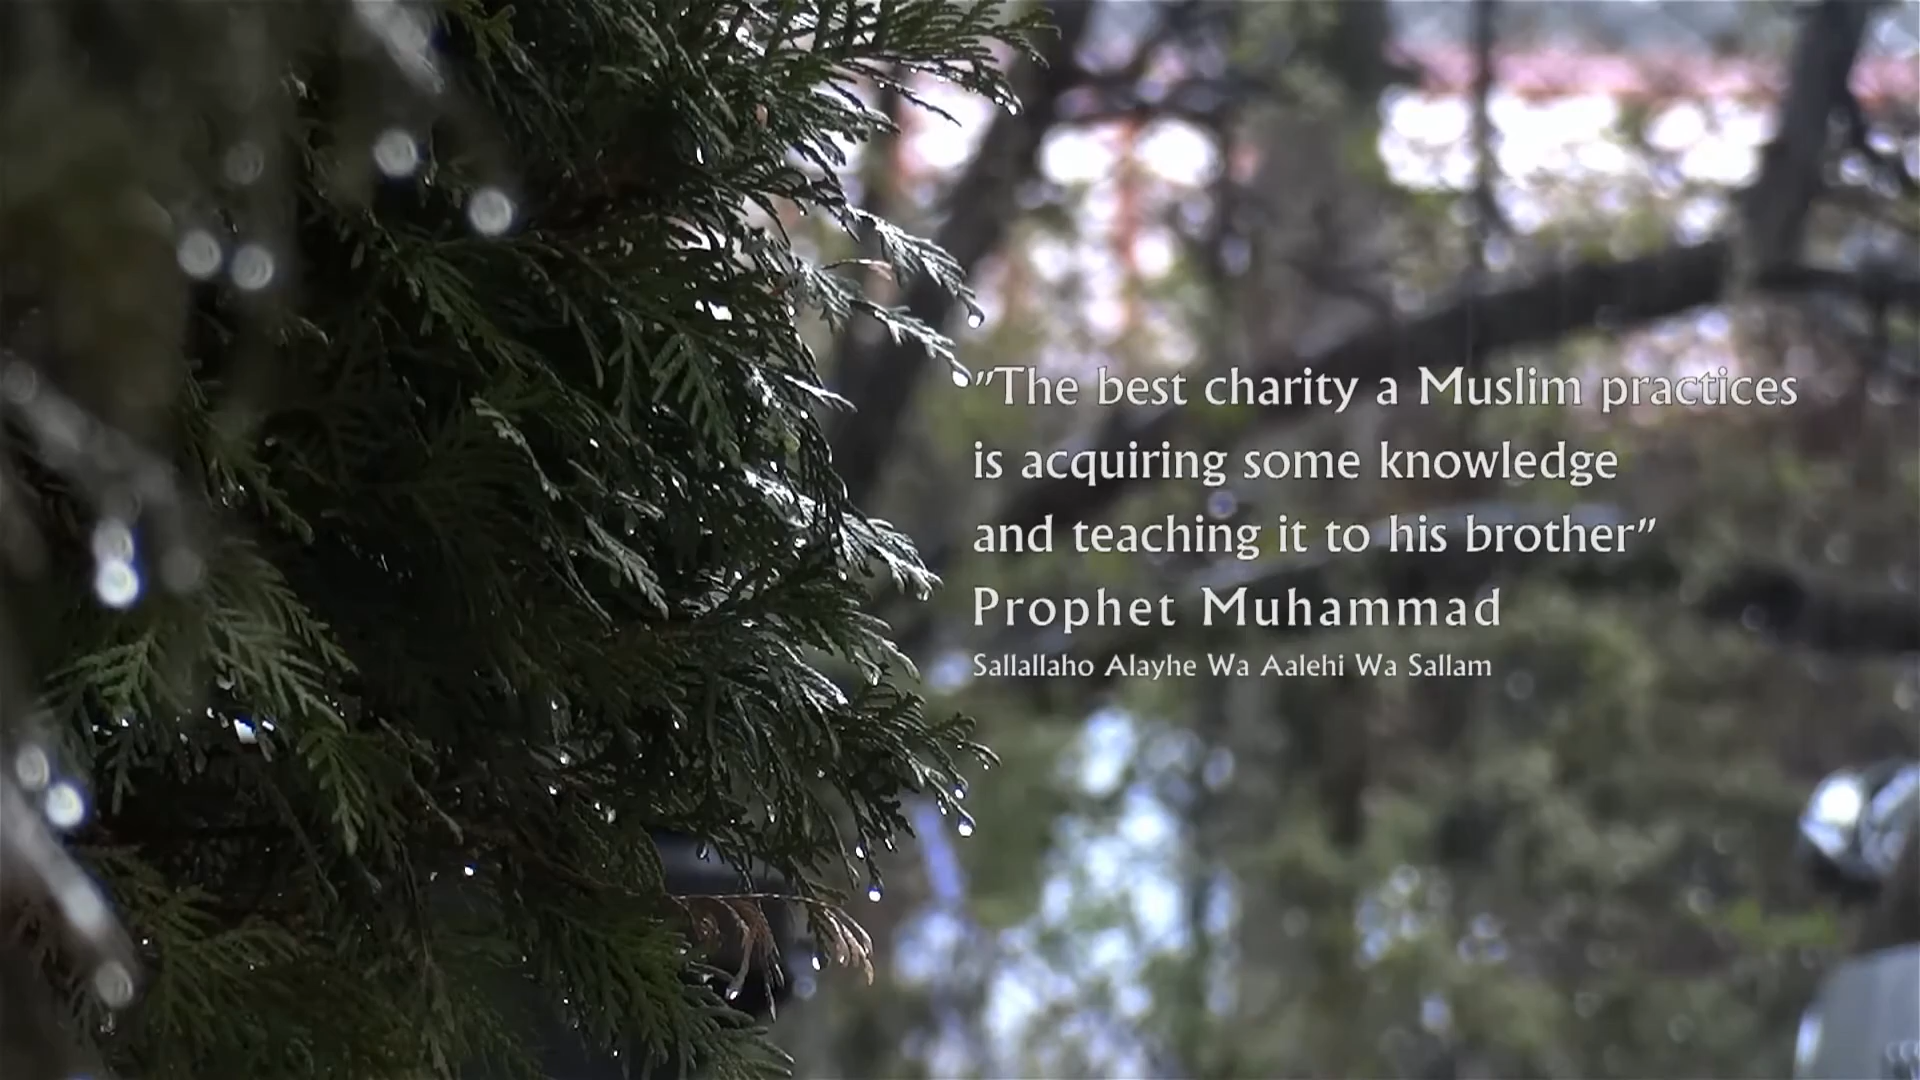 "The best charity a Muslim practices
is acquiring some knowledge
and teaching it to his brother"
Prophet Muhammad
Sallallaho Alayhe Wa Aalehi Wa Sallam